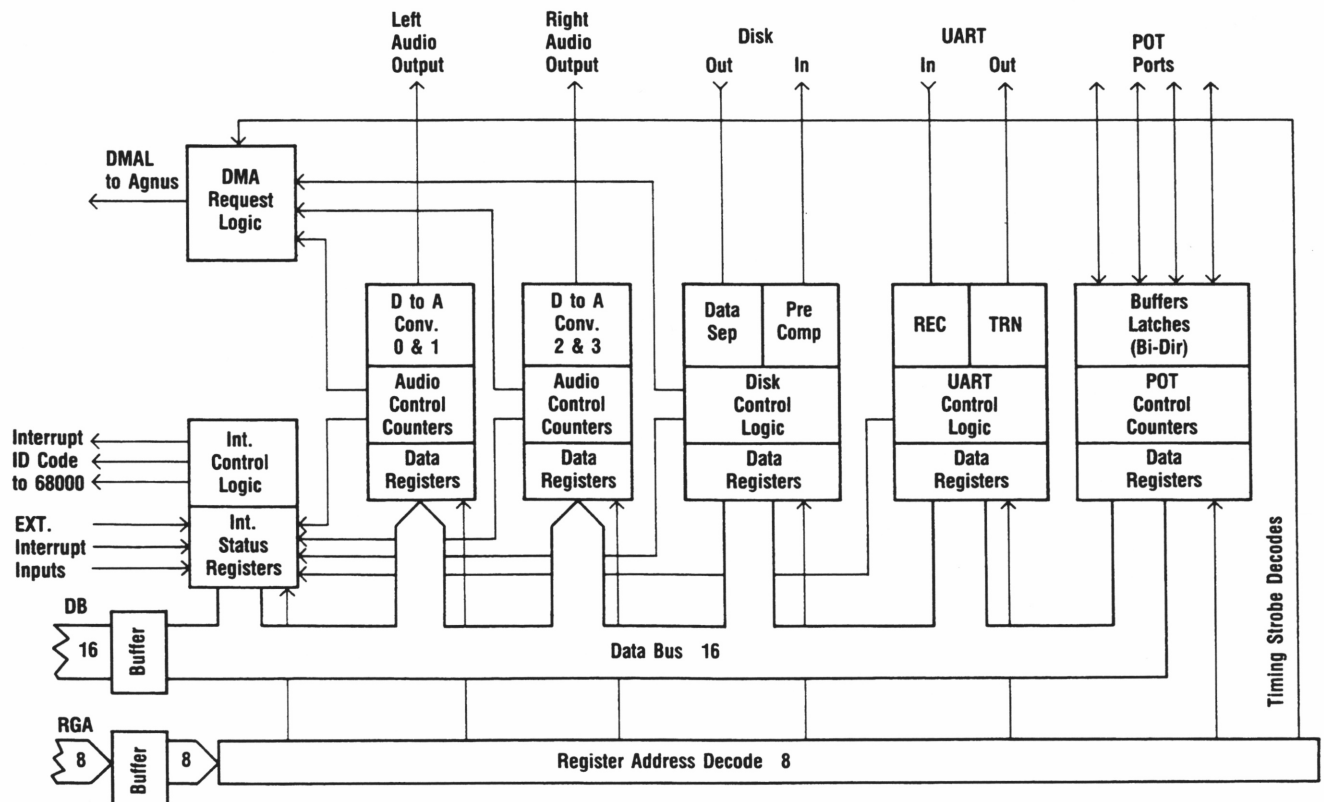 Left
Audio
Output
Right
Audio
Output
Disk
Out
In
UART
In
Out
POT
Ports
DMAL
to Agnus
DMA
Request
Logic
D to A
Conv.
0 & 1
Audio
Control
Counters
Data
Registers
D to A
Conv.
2 & 3
Audio
Control
Counters
Data
Registers
Data
Sep
Pre
Comp
Disk
Control
Logic
Data
Registers
REC
TRN
UART
Control
Logic
Data
Registers
Buffers
Latches
(Bi-Dir)
POT
Control
Counters
Data
Registers
Interrupt
ID Code
to 68000
Int.
Control
Logic
EXT.
Interrupt
Inputs
Int.
Status
Registers
Timing Strobe Decodes
DB
16
Buffer
Data Bus 16
RGA
8
Buffer
8
Register Address Decode 8